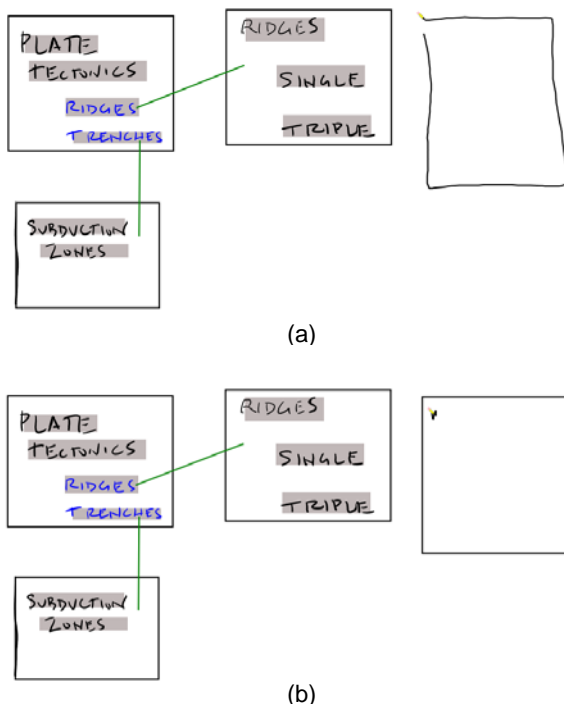 PLATE
TECTONICS
RIDGES
TRENCHES
RIDGES
SINGLE
TRIPLE
SUBDUCTION
ZONES
(a)
PLATE
TECTONICS
RIDGES
TRENCHES
RIDGES
SINGLE
TRIPLE
SUBDUCTION
ZONES
(b)